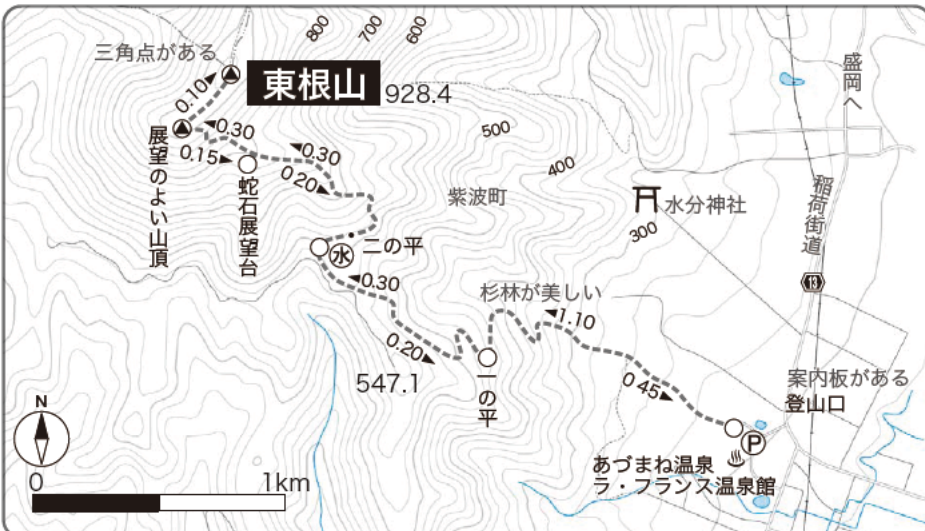 三角点がある
東根山
928.4
800
700
600
500
400
300
盛岡へ
0.10
展望のよい山頂
0.30
0.15
蛇石展望台
0.30
0.20
紫波町
水分神社
稲荷街道
13
二の平
水
0.30
0.20
547.1
一の平
杉林が美しい
1.10
0 45
案内板がある
登山口
P
あづまね温泉
ラ・フランス温泉館
N
0
1km